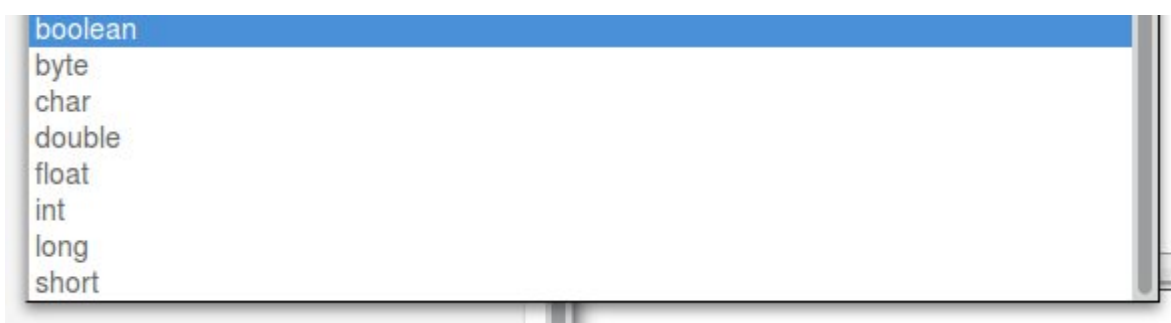 boolean
byte
char
double
float
int
long
short